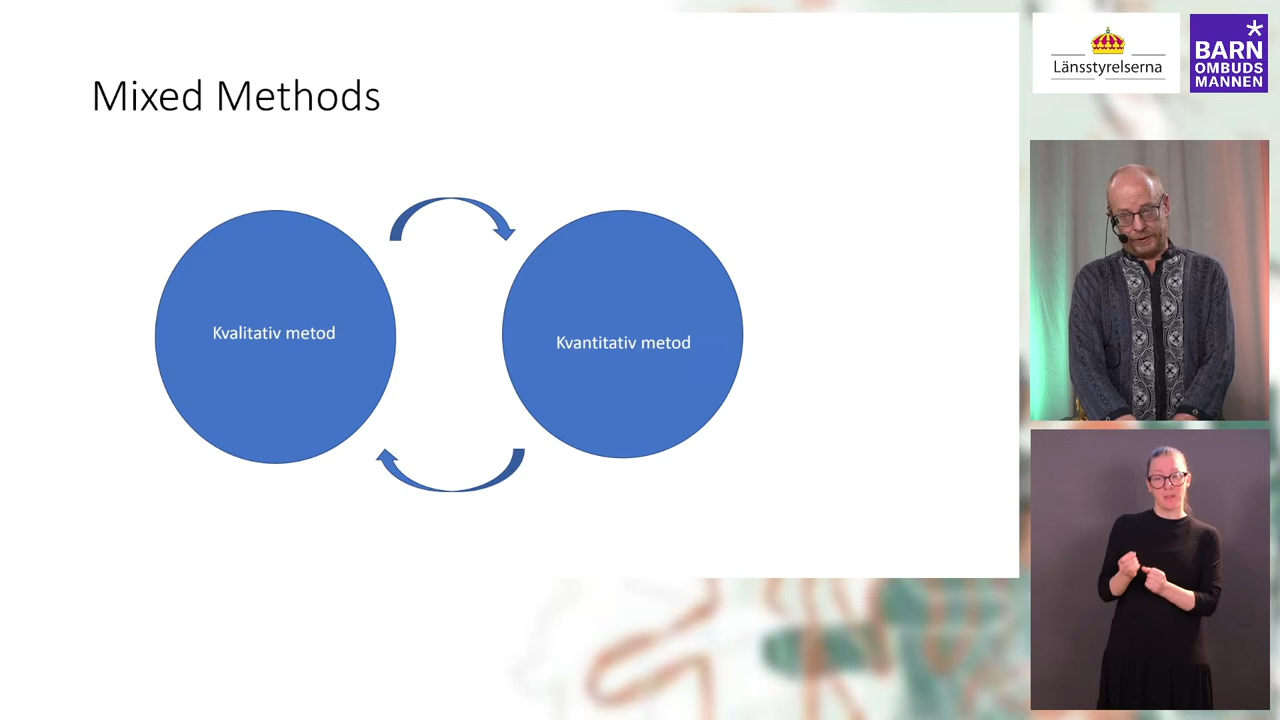 Mixed Methods
Kvalitativ metod
Kvantitativ metod
Länsstyrelserna
BARN
OMBUDS
MANNEN